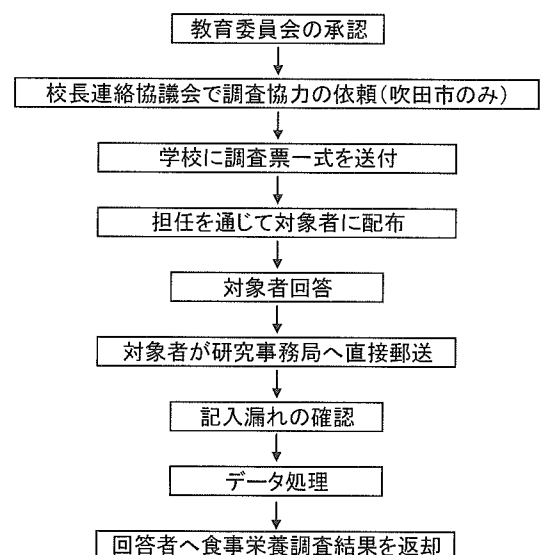 教育委員会の承認
校長連絡協議会で調査協力の依頼(吹田市のみ)
学校に調査票一式を送付
担任を通じて対象者に配布
対象者回答
対象者が研究事務局へ直接郵送
記入漏れの確認
データ処理
回答者へ食事栄養調査結果を返却